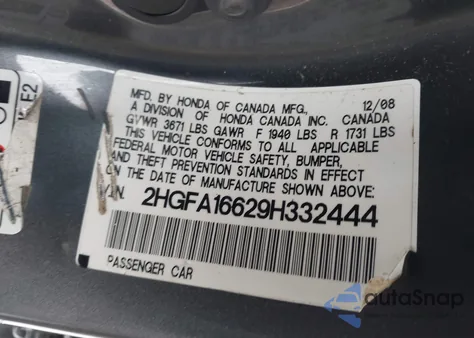 MFD. BY HONDA OF CANADA MFG., 12/08
A DIVISION OF HONDA CANADA INC. CANADA
GVWR 3671 LBS GAWR F 1940 LBS R 1731 LBS
THIS VEHICLE CONFORMS TO ALL APPLICABLE
FEDERAL MOTOR VEHICLE SAFETY, BUMPER,
AND THEFT PREVENTION STANDARDS IN EFFECT
ON THE DATE OF MANUFACTURE SHOWN ABOVE:
2HGFA16629H332444
PASSENGER CAR
autoSnap